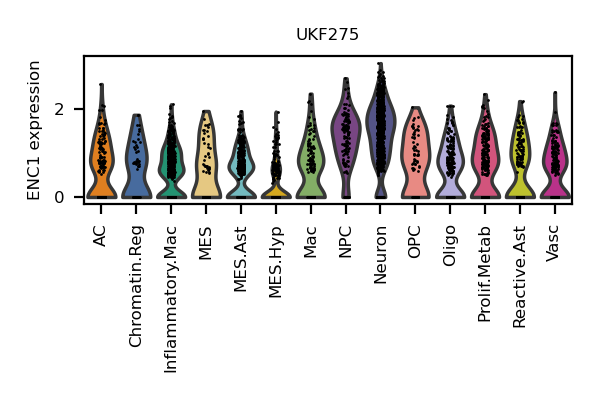 UKF275
ENC1 expression
2
0
AC
Chromatin.Reg
Inflammatory.Mac
MES
MES.Ast
MES.Hyp
Mac
NPC
Neuron
OPC
Oligo
Prolif.Metab
Reactive.Ast
Vasc